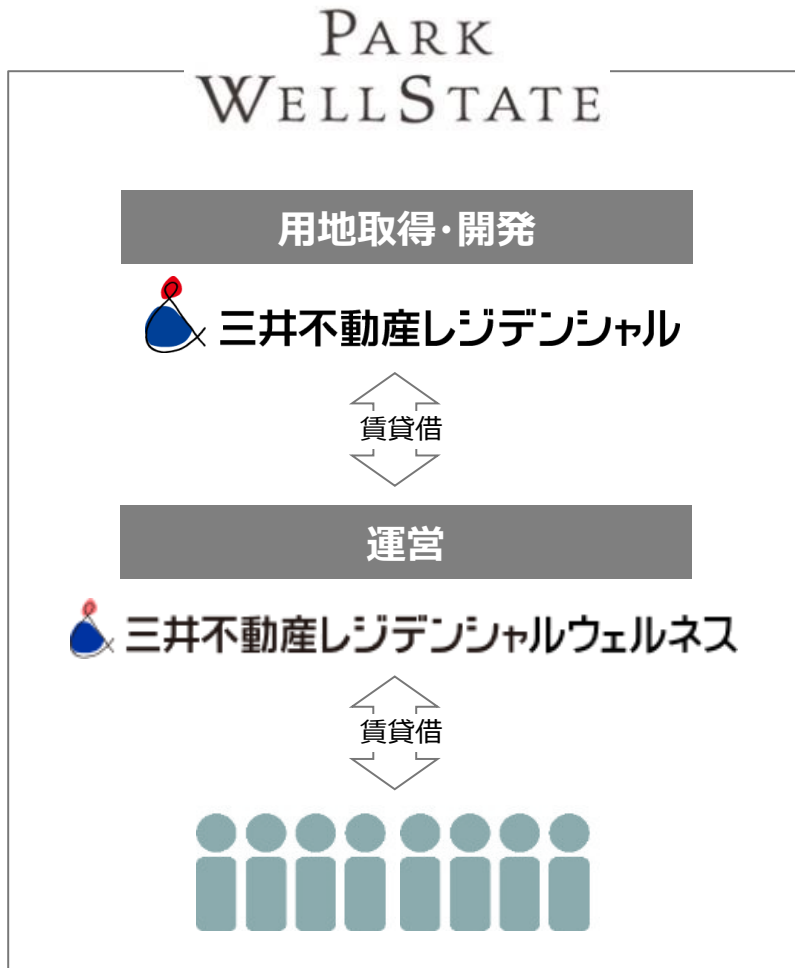 PARK
WELLSTATE
用地取得・開発
三井不動産レジデンシャル
賃貸借
運営
三井不動産レジデンシャルウェルネス
賃貸借